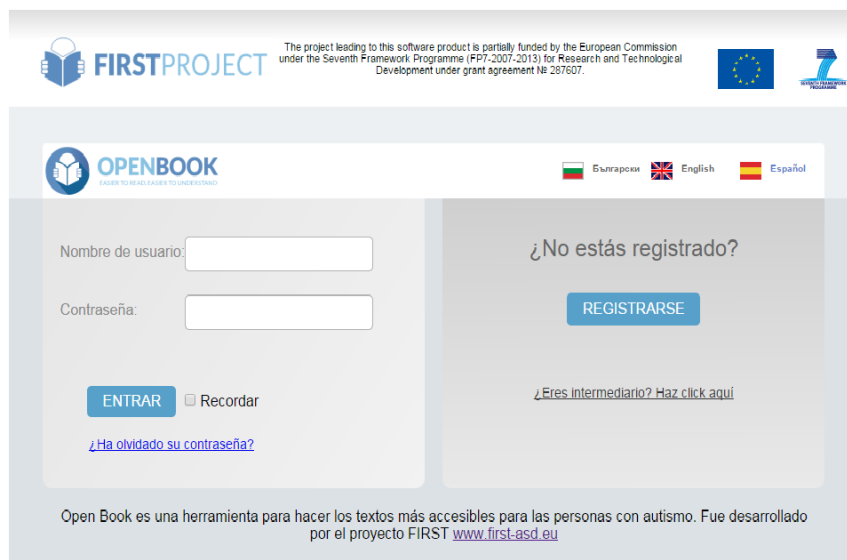 FIRSTPROJECT
The project leading to this software product is partially funded by the European Commission
under the Seventh Framework Programme (FP7-2007-2013) for Research and Technological
Development under grant agreement № 287607.
SEVENTH FRAMEWORK
PROGRAMME
OPENBOOK
EASIER TO READ, EASIER TO UNDERSTAND
Български
English
Español
Nombre de usuario:
Contraseña:
ENTRAR
Recordar
¿Ha olvidado su contraseña?
¿No estás registrado?
REGISTRARSE
¿Eres intermediario? Haz click aquí
Open Book es una herramienta para hacer los textos más accesibles para las personas con autismo. Fue desarrollado
por el proyecto FIRST www.first-asd.eu